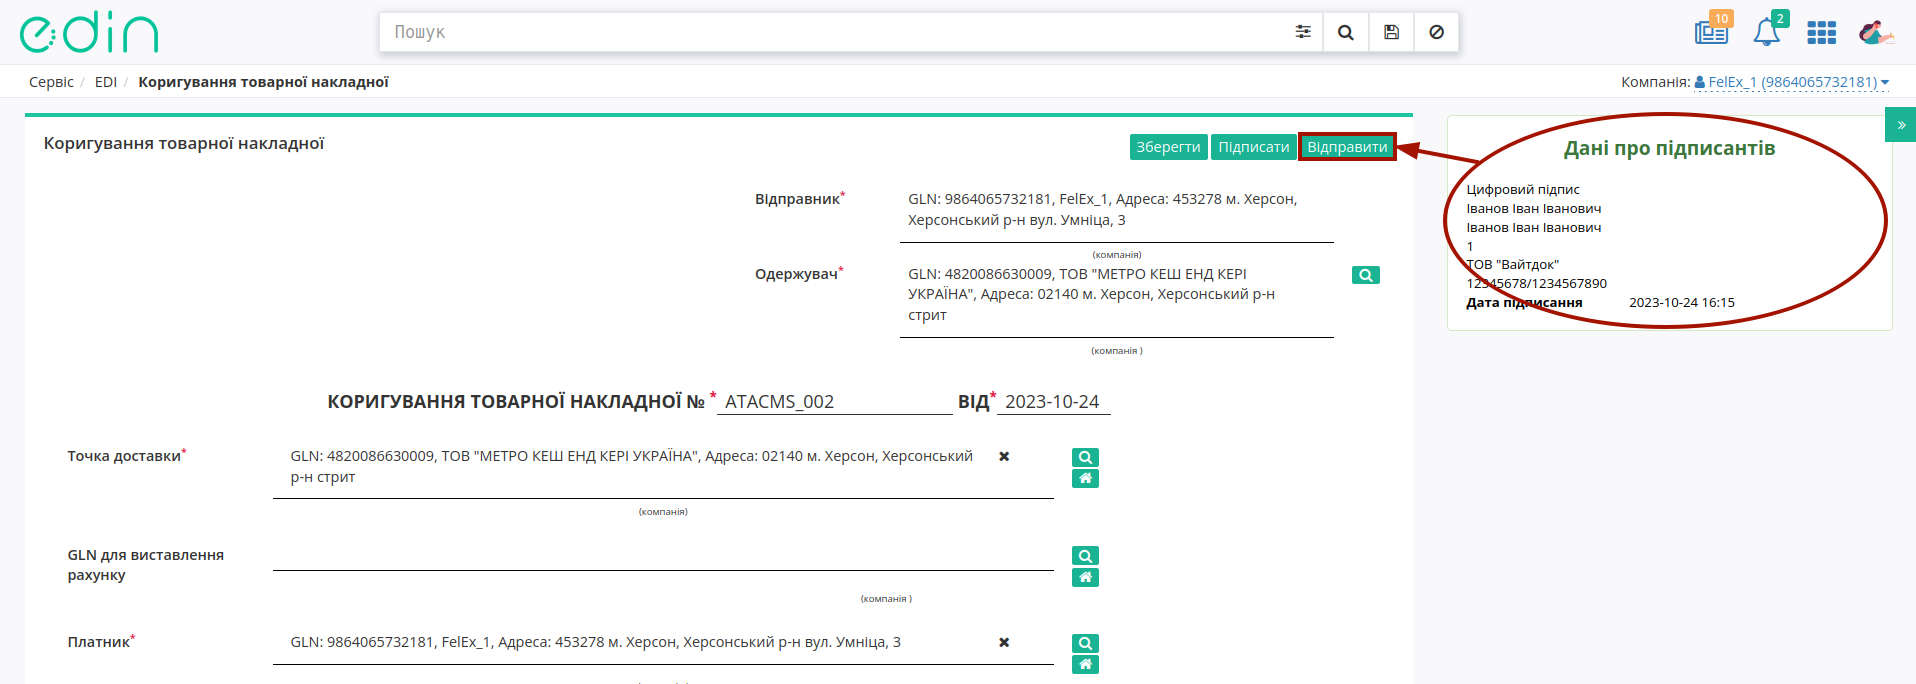 edin
Пошук
10
2
Сервіс / EDI / Коригування товарної накладної
Компанія: FelEx_1 (9864065732181)
Коригування товарної накладної
Зберегти Підписати Відправити
»
Дані про підписантів
Цифровий підпис
Іванов Іван Іванович
Іванов Іван Іванович
1
ТОВ "Вайтдок"
12345678/1234567890
Дата підписання 2023-10-24 16:15
Відправник* GLN: 9864065732181, FelEx_1, Адреса: 453278 м. Херсон,
Херсонський р-н вул. Умніца, 3
(компанія)
Одержувач* GLN: 4820086630009, ТОВ "МЕТРО КЕШ ЕНД КЕРІ
УКРАЇНА", Адреса: 02140 м. Херсон, Херсонський р-н
стрит
(компанія )
КОРИГУВАННЯ ТОВАРНОЇ НАКЛАДНОЇ № * ATACMS_002 ВІД* 2023-10-24
Точка доставки* GLN: 4820086630009, ТОВ "МЕТРО КЕШ ЕНД КЕРІ УКРАЇНА", Адреса: 02140 м. Херсон, Херсонський
р-н стрит
(компанія)
GLN для виставлення
рахунку
(компанія )
Платник* GLN: 9864065732181, FelEx_1, Адреса: 453278 м. Херсон, Херсонський р-н вул. Умніца, 3